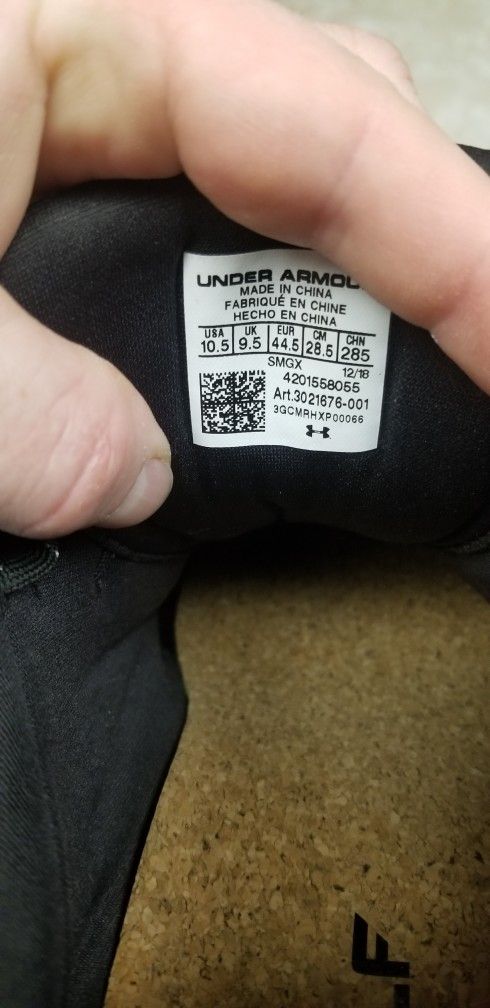 UNDER ARMOU
MADE IN CHINA
FABRIQUÉ EN CHINE
HECHO EN CHINA
USA UK EUR CM CHN
10.5 9.5 44.5 28.5 285
SMGX 12/18
4201558055
Art.3021676-001
3GCMRHXP00066